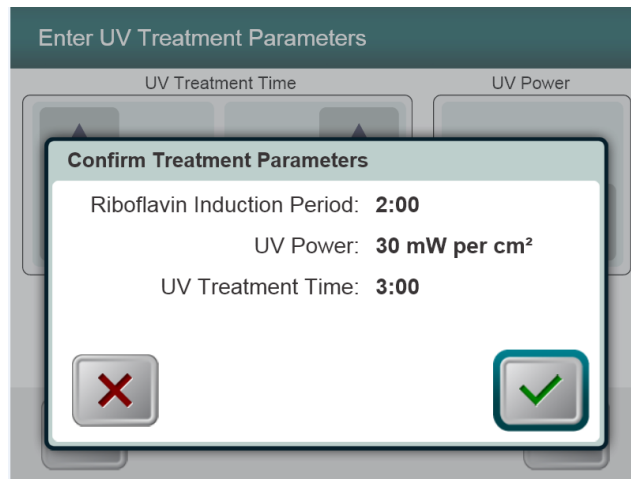 Enter UV Treatment Parameters
UV Treatment Time UV Power
Confirm Treatment Parameters
Riboflavin Induction Period: 2:00
UV Power: 30 mW per cm²
UV Treatment Time: 3:00